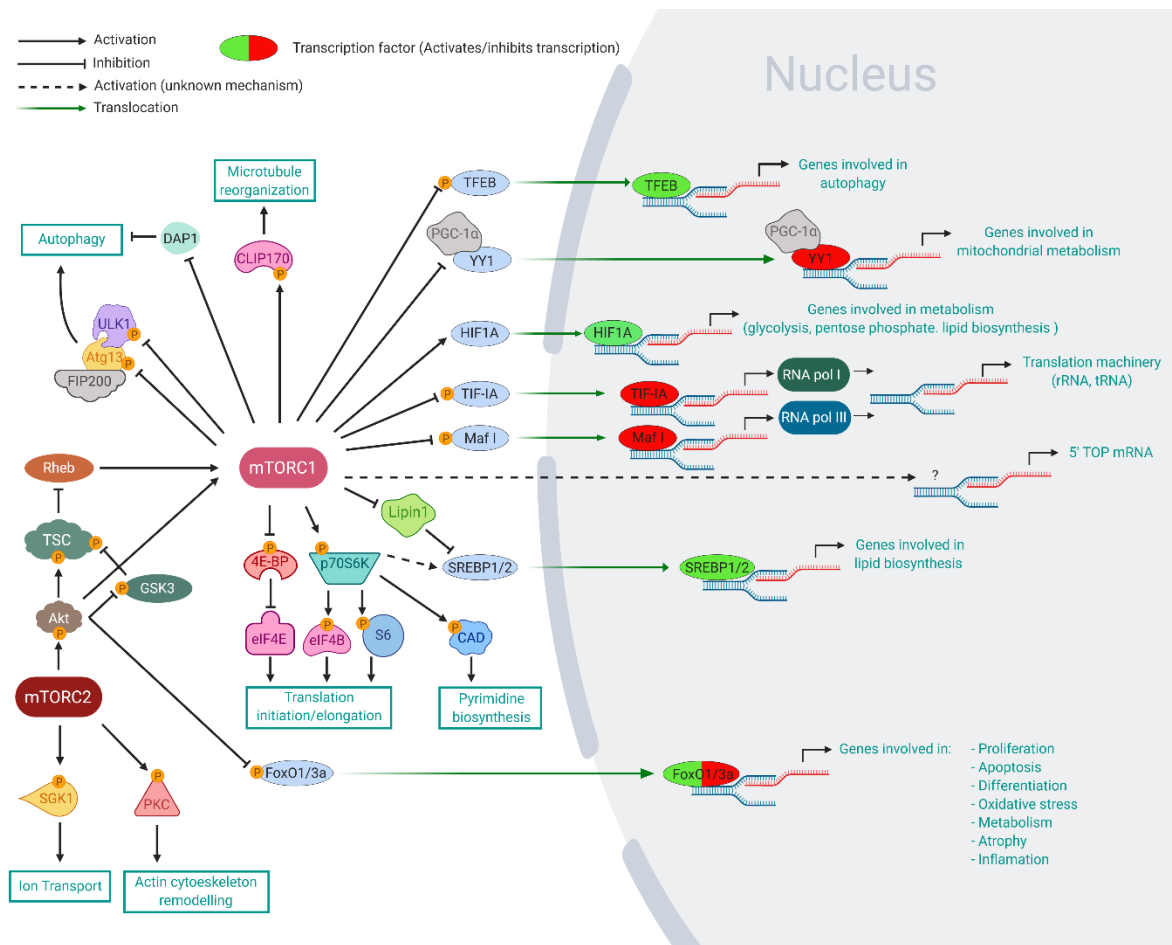 Activation
Inhibition
Activation (unknown mechanism)
Translocation
Transcription factor (Activates/inhibits transcription)
Nucleus
Microtubule
reorganization
Autophagy
DAP1
CLIP170
P
ULK1
P
Atg13
P
FIP200
P
TFEB
TFEB
Genes involved in
autophagy
PGC-1α
YY1
PGC-1α
YY1
Genes involved in
mitochondrial metabolism
HIF1A
HIF1A
Genes involved in metabolism
(glycolysis, pentose phosphate. lipid biosynthesis )
P
TIF-IA
TIF-IA
RNA pol I
Translation machinery
(rRNA, tRNA)
P
Maf I
Maf I
RNA pol III
mTORC1
?
5' TOP mRNA
Rheb
TSC
P
P
GSK3
P
Akt
P
mTORC2
Lipin1
P
4E-BP
P
p70S6K
SREBP1/2
SREBP1/2
Genes involved in
lipid biosynthesis
eIF4E
P
eIF4B
P
S6
P
CAD
Translation
initiation/elongation
Pyrimidine
biosynthesis
P
FoxO1/3a
FoxO1/3a
Genes involved in:
- Proliferation
- Apoptosis
- Differentiation
- Oxidative stress
- Metabolism
- Atrophy
- Inflamation
P
SGK1
P
PKC
Ion Transport
Actin cytoeskeleton
remodelling